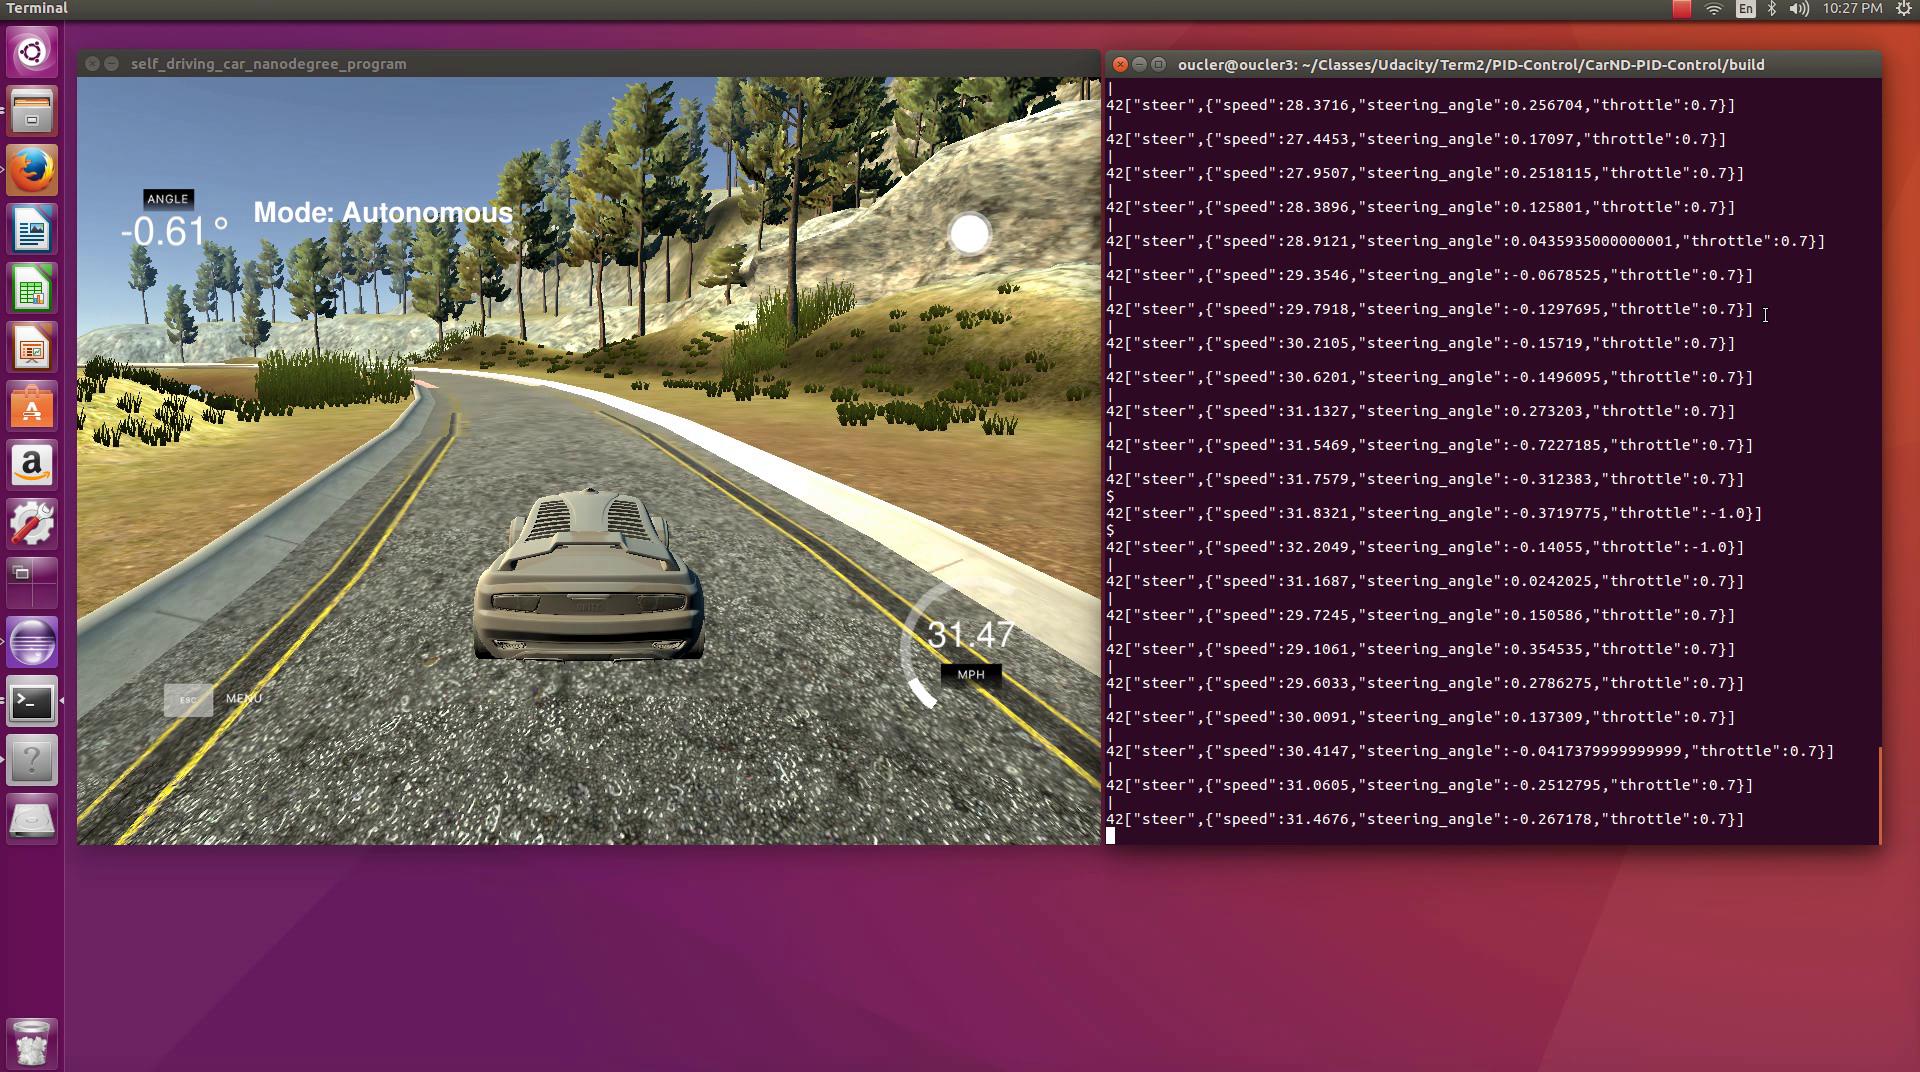 Terminal
En
10:27 PM
self_driving_car_nanodegree_program
ANGLE
-0.61°
Mode: Autonomous
31.47
MPH
ESC
MENU
oucler@oucler3: ~/Classes/Udacity/Term2/PID-Control/CarND-PID-Control/build
|
42["steer",{"speed":28.3716,"steering_angle":0.256704,"throttle":0.7}]
|
42["steer",{"speed":27.4453,"steering_angle":0.17097,"throttle":0.7}]
|
42["steer",{"speed":27.9507,"steering_angle":0.2518115,"throttle":0.7}]
|
42["steer",{"speed":28.3896,"steering_angle":0.125801,"throttle":0.7}]
|
42["steer",{"speed":28.9121,"steering_angle":0.0435935000000001,"throttle":0.7}]
|
42["steer",{"speed":29.3546,"steering_angle":-0.0678525,"throttle":0.7}]
|
42["steer",{"speed":29.7918,"steering_angle":-0.1297695,"throttle":0.7}]
|
42["steer",{"speed":30.2105,"steering_angle":-0.15719,"throttle":0.7}]
|
42["steer",{"speed":30.6201,"steering_angle":-0.1496095,"throttle":0.7}]
|
42["steer",{"speed":31.1327,"steering_angle":0.273203,"throttle":0.7}]
|
42["steer",{"speed":31.5469,"steering_angle":-0.7227185,"throttle":0.7}]
|
42["steer",{"speed":31.7579,"steering_angle":-0.312383,"throttle":0.7}]
$
42["steer",{"speed":31.8321,"steering_angle":-0.3719775,"throttle":-1.0}]
$
42["steer",{"speed":32.2049,"steering_angle":-0.14055,"throttle":-1.0}]
|
42["steer",{"speed":31.1687,"steering_angle":0.0242025,"throttle":0.7}]
|
42["steer",{"speed":29.7245,"steering_angle":0.150586,"throttle":0.7}]
|
42["steer",{"speed":29.1061,"steering_angle":0.354535,"throttle":0.7}]
|
42["steer",{"speed":29.6033,"steering_angle":0.2786275,"throttle":0.7}]
|
42["steer",{"speed":30.0091,"steering_angle":0.137309,"throttle":0.7}]
|
42["steer",{"speed":30.4147,"steering_angle":-0.0417379999999999,"throttle":0.7}]
|
42["steer",{"speed":31.0605,"steering_angle":-0.2512795,"throttle":0.7}]
|
42["steer",{"speed":31.4676,"steering_angle":-0.267178,"throttle":0.7}]